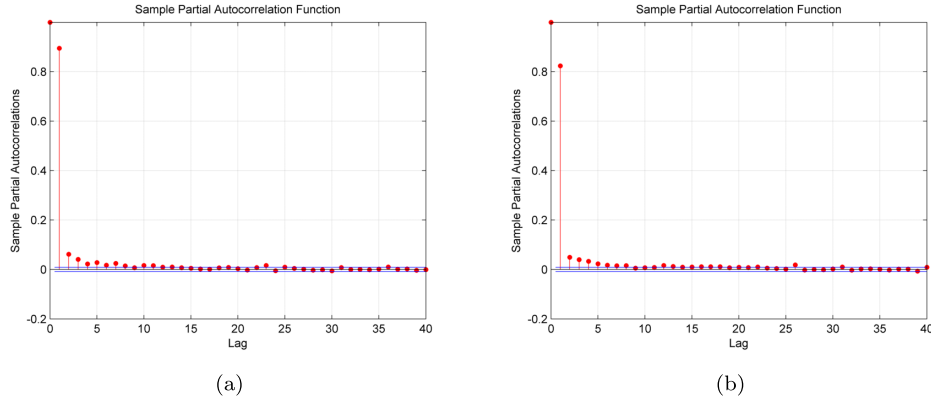 Sample Partial Autocorrelation Function
Sample Partial Autocorrelations
0.8
0.6
0.4
0.2
0
-0.2
0 5 10 15 20 25 30 35 40
Lag
(a)
Sample Partial Autocorrelation Function
Sample Partial Autocorrelations
0.8
0.6
0.4
0.2
0
-0.2
0 5 10 15 20 25 30 35 40
Lag
(b)